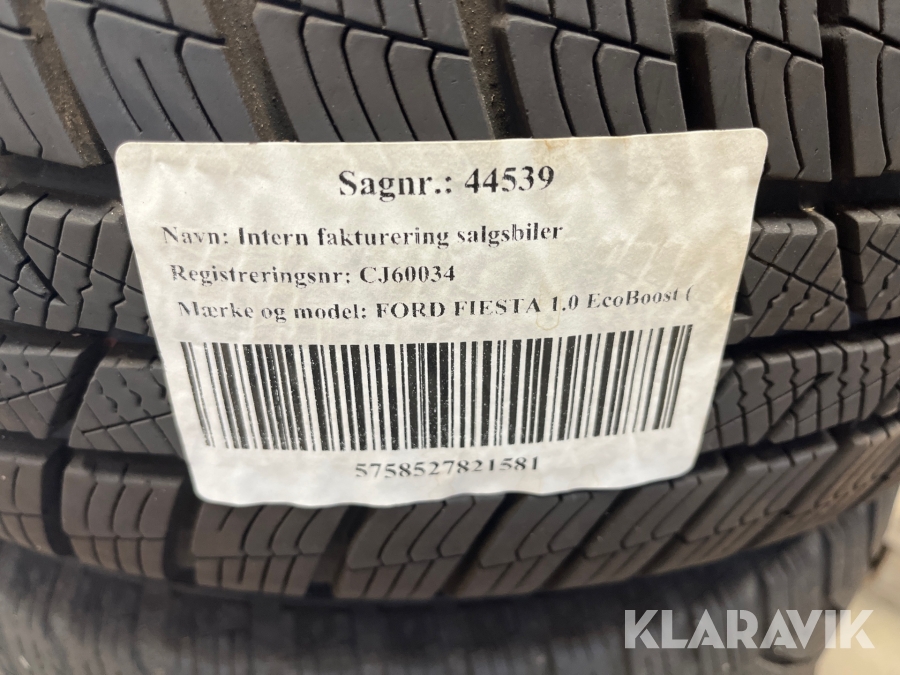 Sagnr.: 44539
Navn: Intern fakturering salgsbiler
Registreringsnr: CJ60034
Mærke og model: FORD FIESTA 1.0 EcoBoost (
5758527821581
KLARAVIK